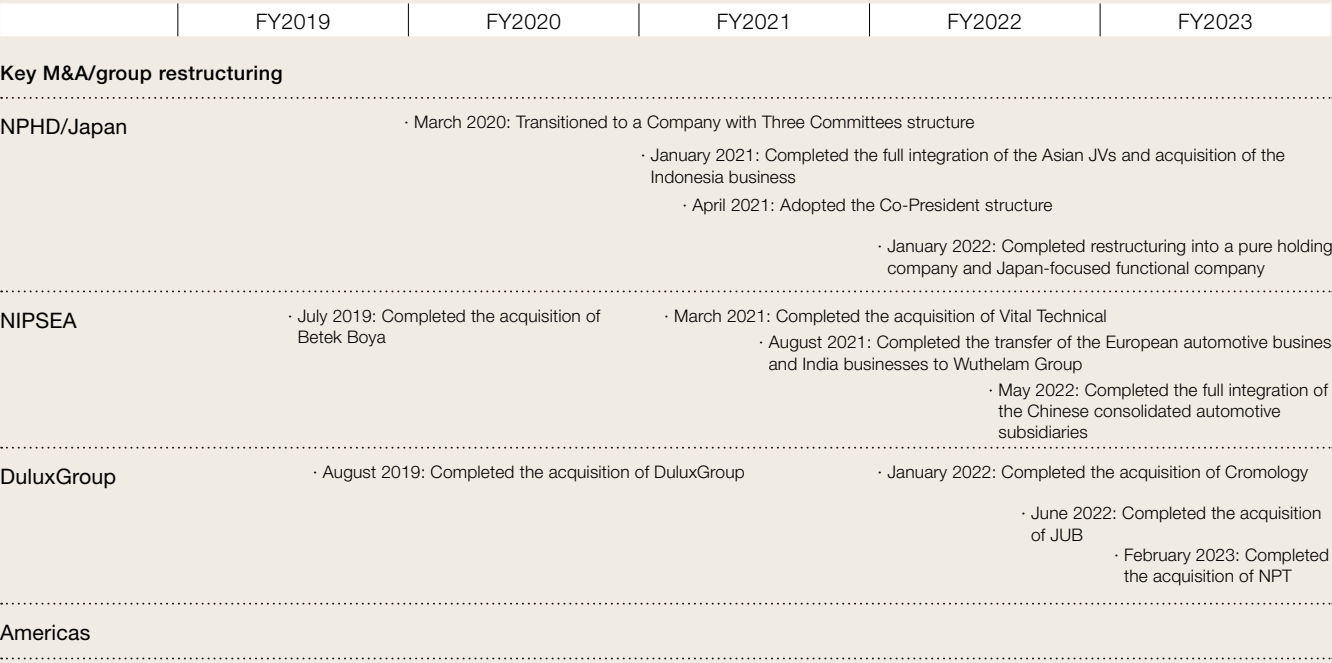 FY2019 FY2020 FY2021 FY2022 FY2023
Key M&A/group restructuring
NPHD/Japan
· March 2020: Transitioned to a Company with Three Committees structure
· January 2021: Completed the full integration of the Asian JVs and acquisition of the
Indonesia business
· April 2021: Adopted the Co-President structure
· January 2022: Completed restructuring into a pure holding
company and Japan-focused functional company
NIPSEA
· July 2019: Completed the acquisition of
Betek Boya
· March 2021: Completed the acquisition of Vital Technical
· August 2021: Completed the transfer of the European automotive busines
and India businesses to Wuthelam Group
· May 2022: Completed the full integration of
the Chinese consolidated automotive
subsidiaries
DuluxGroup
· August 2019: Completed the acquisition of DuluxGroup
· January 2022: Completed the acquisition of Cromology
· June 2022: Completed the acquisition
of JUB
· February 2023: Completed
the acquisition of NPT
Americas